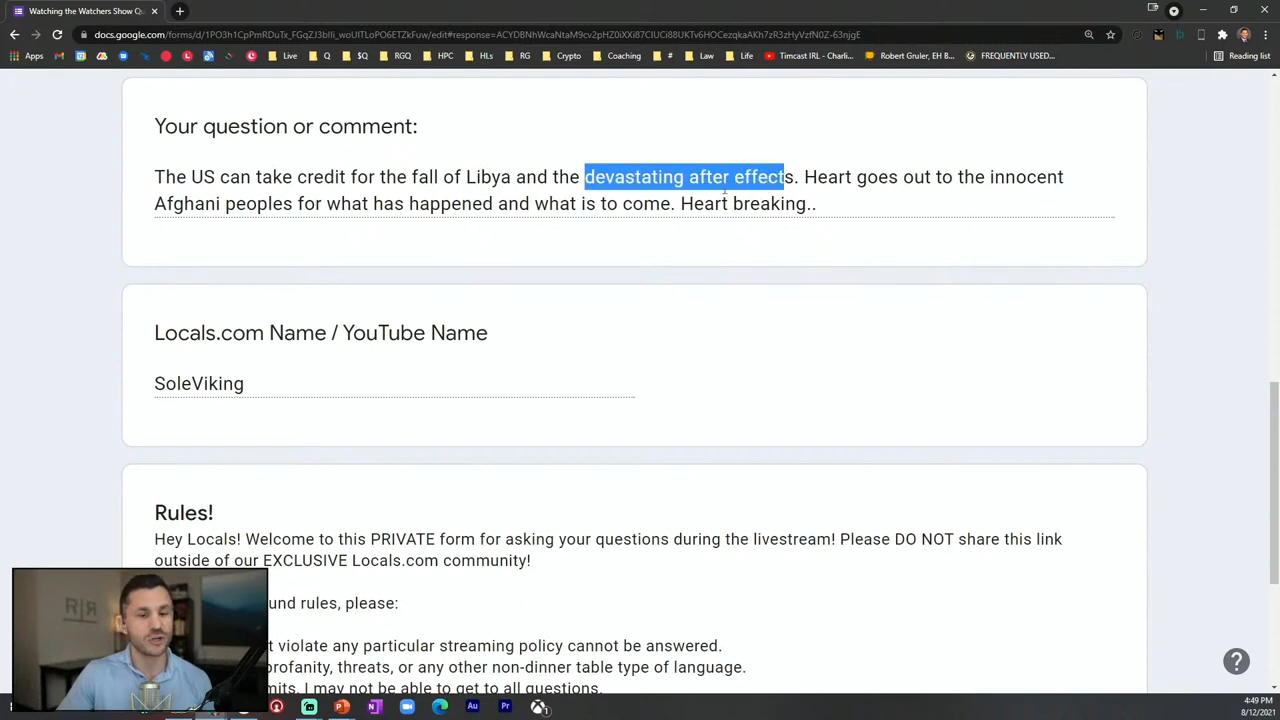 Watching the Watchers Show Qu
docs.google.com/forms/d/1PO3h1CpPmRDuTx_FGqZJ3bIli_woUlTLoPO6ETZkFuw/edit#response=ACYDBNhWcaNtaM9cv2pHZ0iXXi87CIUCi88UKTv6HOCezqkaAKh7zR3zHyVzfN0Z-63njgE
Apps
Live
Q
$Q
RGQ
HPC
HLs
RG
Crypto
Coaching
#
Law
Life
Timcast IRL - Charli...
Robert Gruler, EH B...
FREQUENTLY USED...
Reading list
Your question or comment:
The US can take credit for the fall of Libya and the devastating after effects. Heart goes out to the innocent
Afghani peoples for what has happened and what is to come. Heart breaking..
Locals.com Name / YouTube Name
SoleViking
Rules!
Hey Locals! Welcome to this PRIVATE form for asking your questions during the livestream! Please DO NOT share this link
outside of our EXCLUSIVE Locals.com community!
und rules, please:
t violate any particular streaming policy cannot be answered.
profanity, threats, or any other non-dinner table type of language.
mits. I may not be able to get to all questions.
R R
4:49 PM
8/12/2021